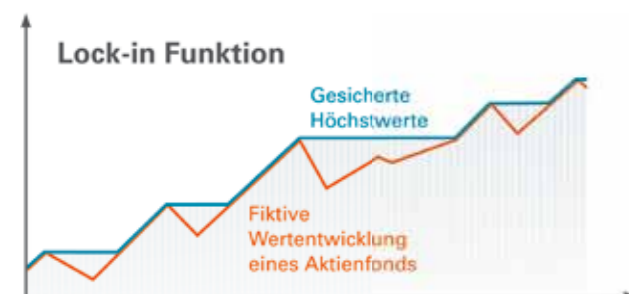 Lock-in Funktion
Gesicherte
Höchstwerte
Fiktive
Wertentwicklung
eines Aktienfonds